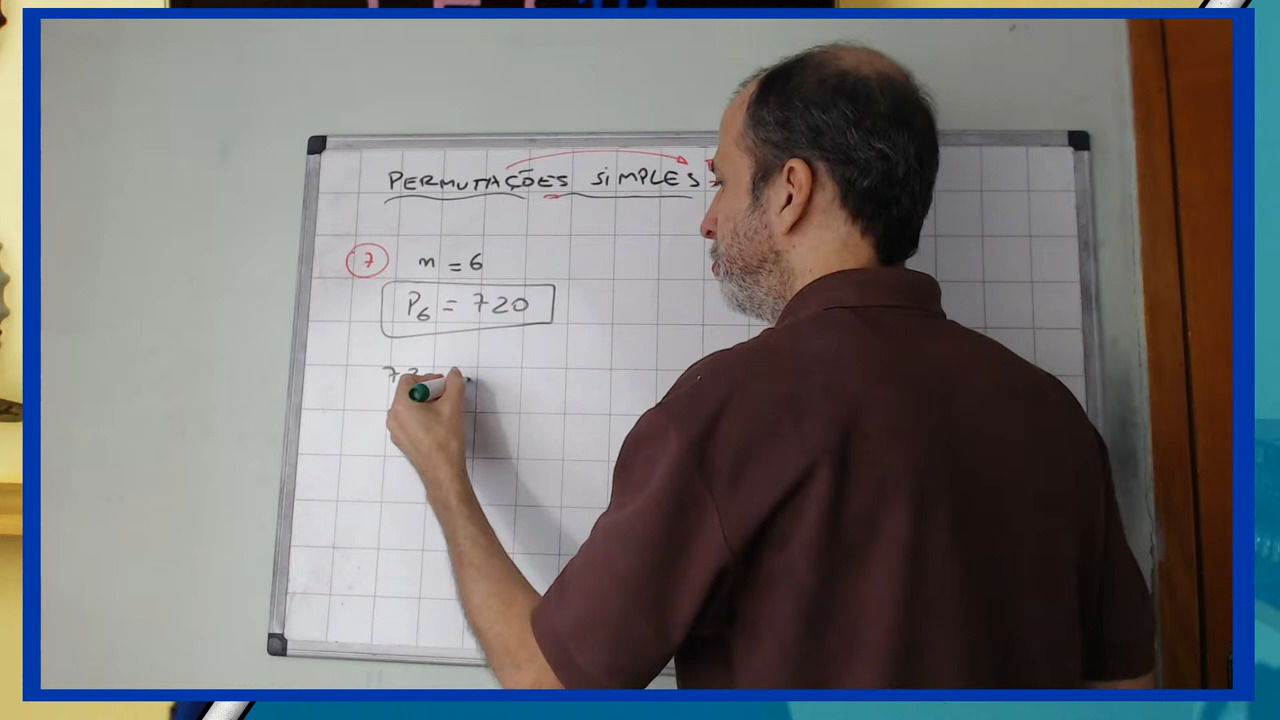 PERMUTAÇÕES SIMPLES
7 m = 6
P6 = 720